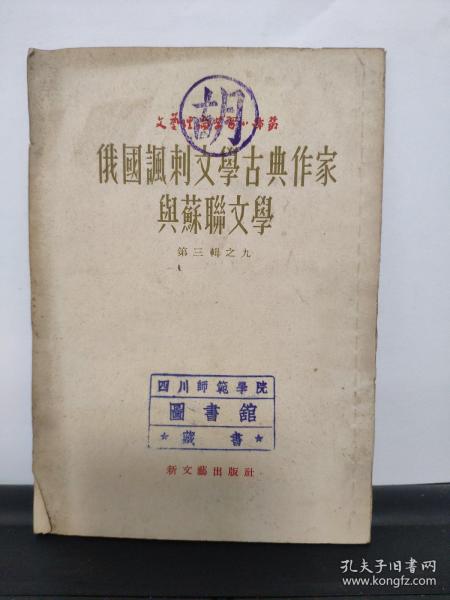 胡
文藝理論學習小譯叢
俄國諷刺文學古典作家
與蘇聯文學
第三輯之九
四川師範學院
圖書舘
★藏書★
新文藝出版社
孔夫子旧书网
www.kongfz.com